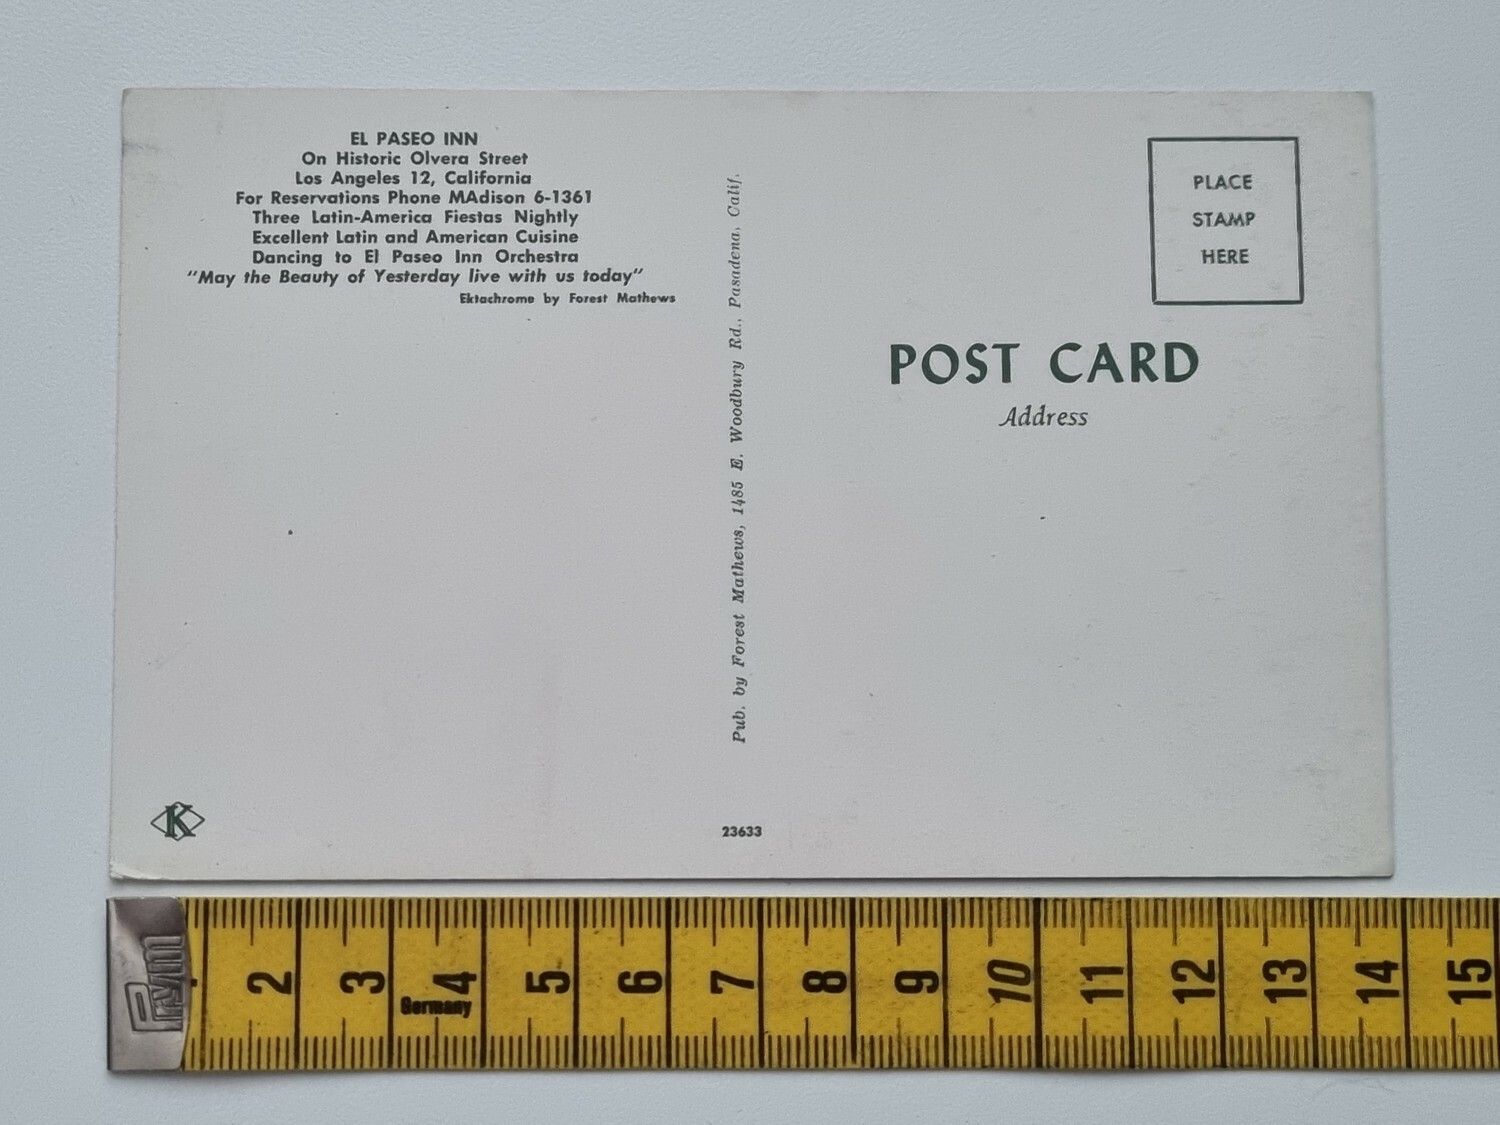 EL PASEO INN
On Historic Olvera Street
Los Angeles 12, California
For Reservations Phone MAdison 6-1361
Three Latin-America Fiestas Nightly
Excellent Latin and American Cuisine
Dancing to El Paseo Inn Orchestra
"May the Beauty of Yesterday live with us today"
Ektachrome by Forest Mathews
Pub. by Forest Mathews, 1485 E. Woodbury Rd., Pasadena, Calif.
PLACE
STAMP
HERE
POST CARD
Address
K
23633
Prym
2 3 4 5 6 7 8 9 10 11 12 13 14 15
Germany